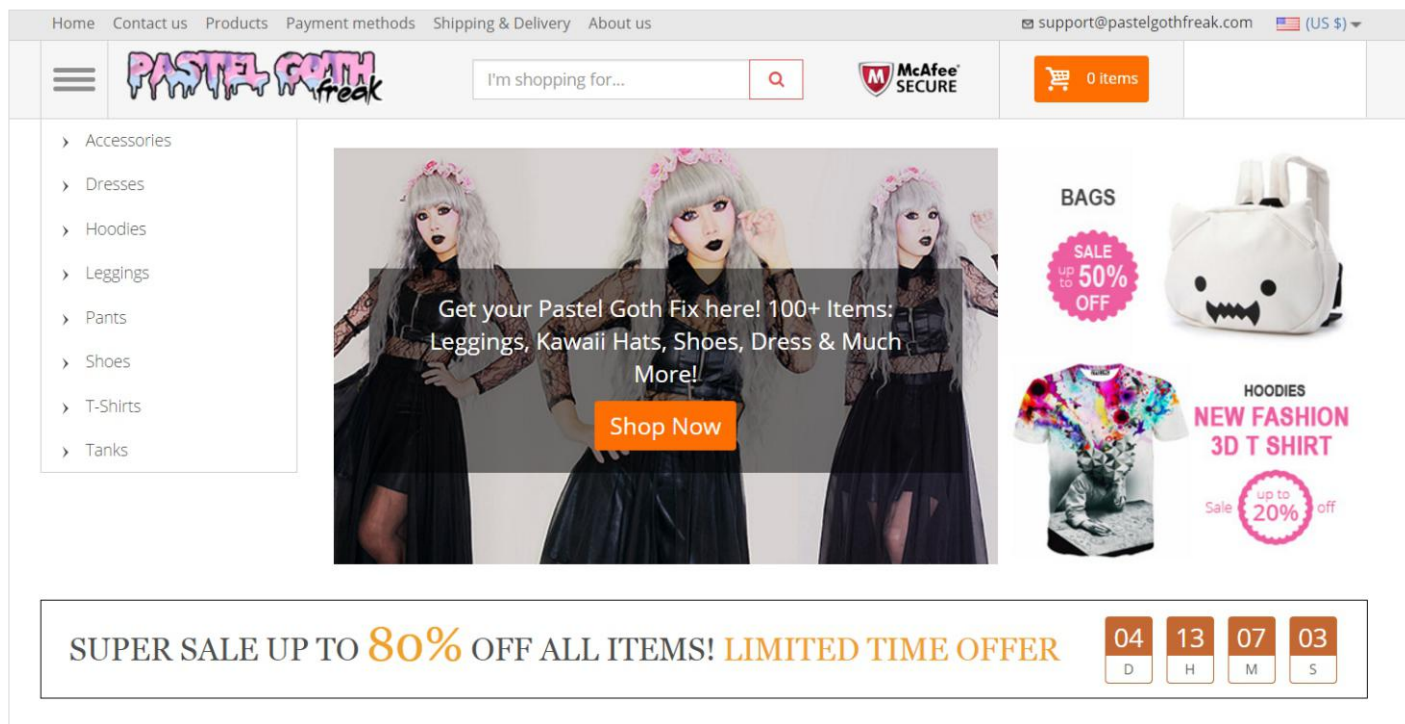 Home Contact us Products Payment methods Shipping & Delivery About us
support@pastelgothfreak.com (US $)
PASTEL GOTH
freak
I'm shopping for...
McAfee
SECURE
0 items
Accessories
Dresses
Hoodies
Leggings
Pants
Shoes
T-Shirts
Tanks
Get your Pastel Goth Fix here! 100+ Items:
Leggings, Kawaii Hats, Shoes, Dress & Much
More!
Shop Now
BAGS
SALE
up to 50%
OFF
HOODIES
NEW FASHION
3D T SHIRT
Sale up to 20% off
SUPER SALE UP TO 80% OFF ALL ITEMS! LIMITED TIME OFFER
04 13 07 03
D H M S